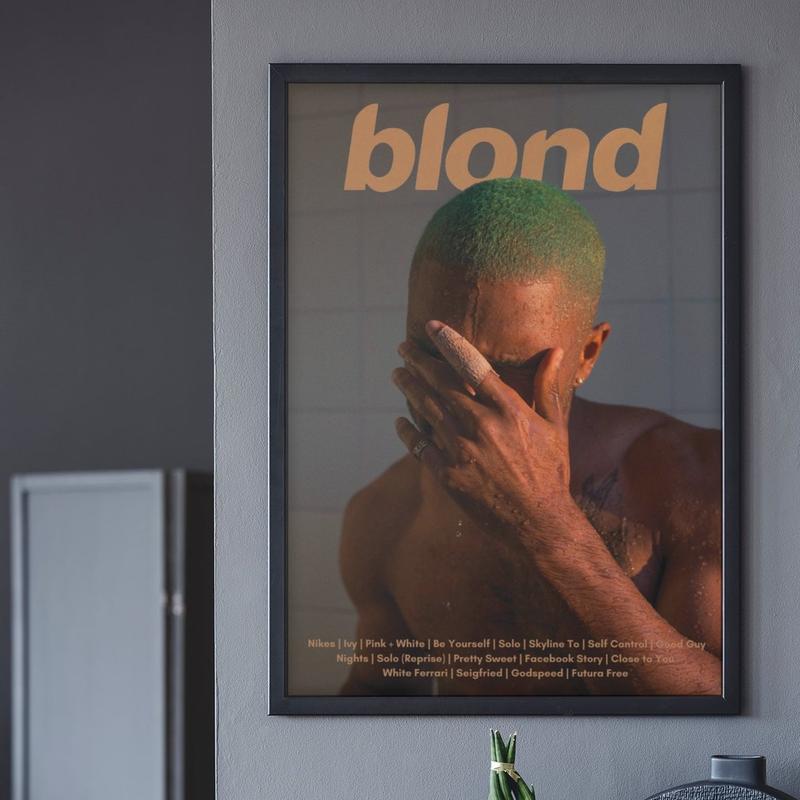 blond
Nikes | Ivy | Pink + White | Be Yourself | Solo | Skyline To | Self Control | Good Guy
Nights | Solo (Reprise) | Pretty Sweet | Facebook Story | Close to You
White Ferrari | Seigfried | Godspeed | Futura Free